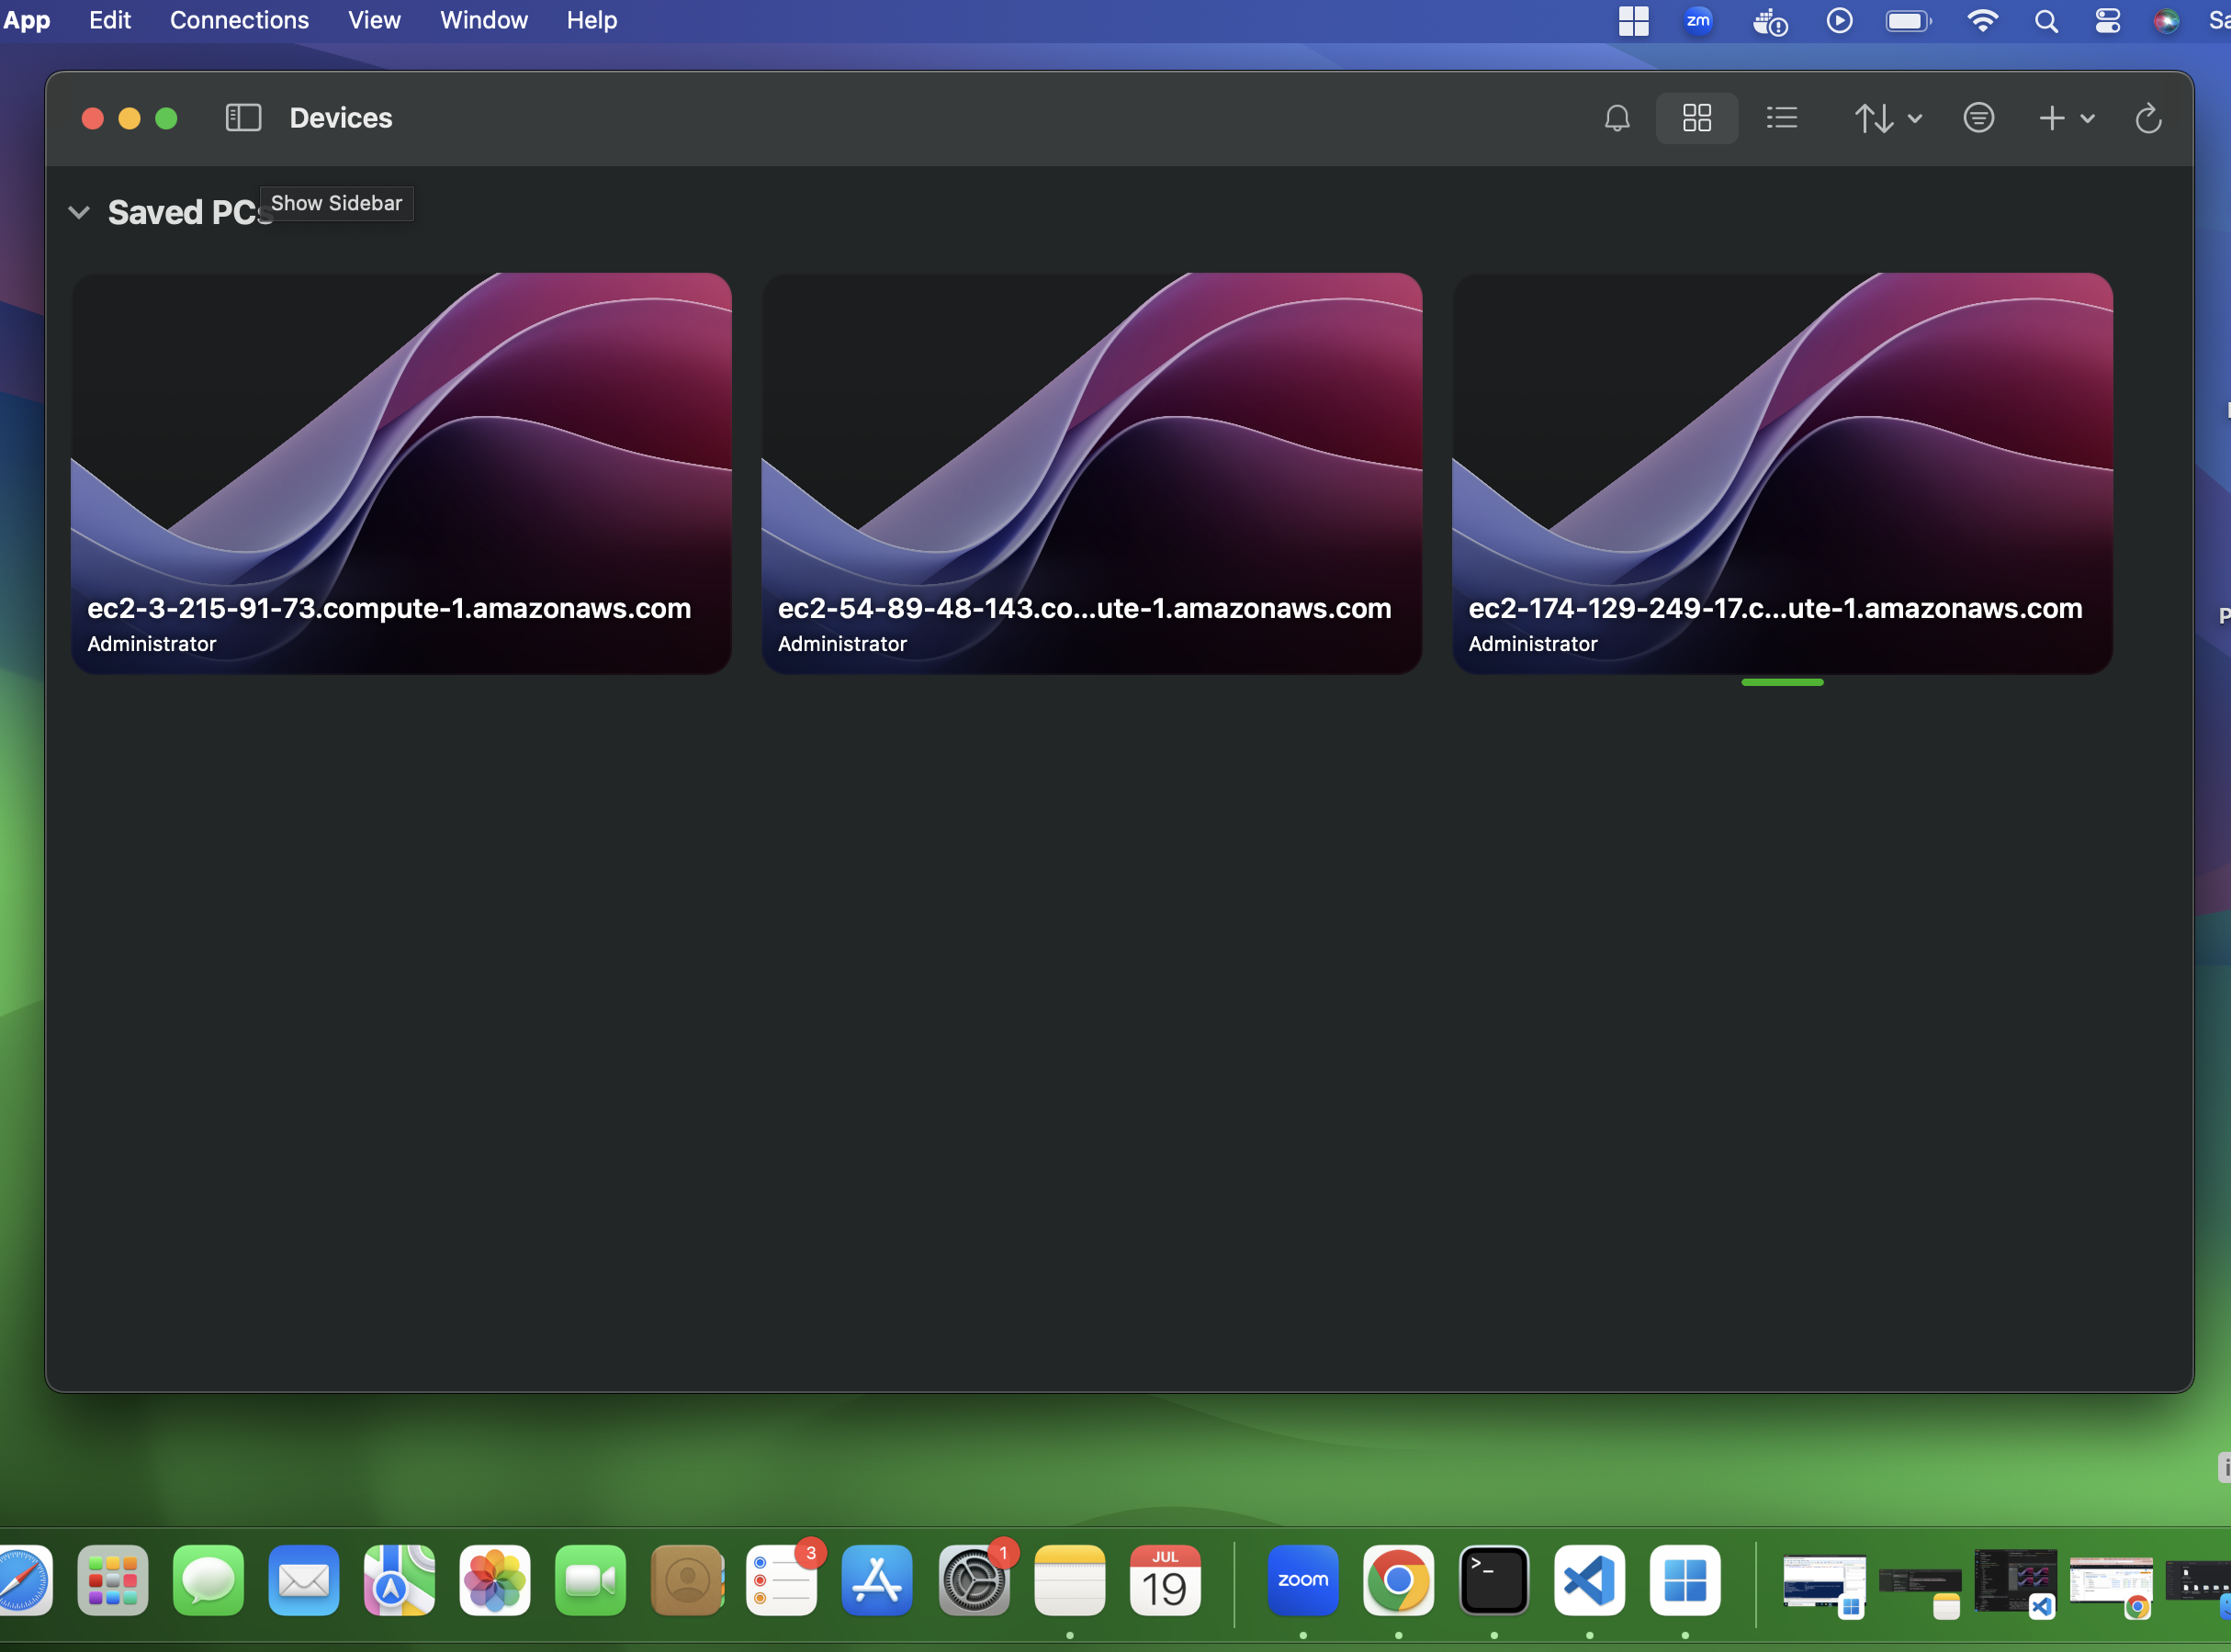 App Edit Connections View Window Help zm Sa
Devices
Saved PCs
Show Sidebar
ec2-3-215-91-73.compute-1.amazonaws.com
Administrator
ec2-54-89-48-143.co...ute-1.amazonaws.com
Administrator
ec2-174-129-249-17.c...ute-1.amazonaws.com
Administrator
P
3
1
JUL
19
zoom
>_